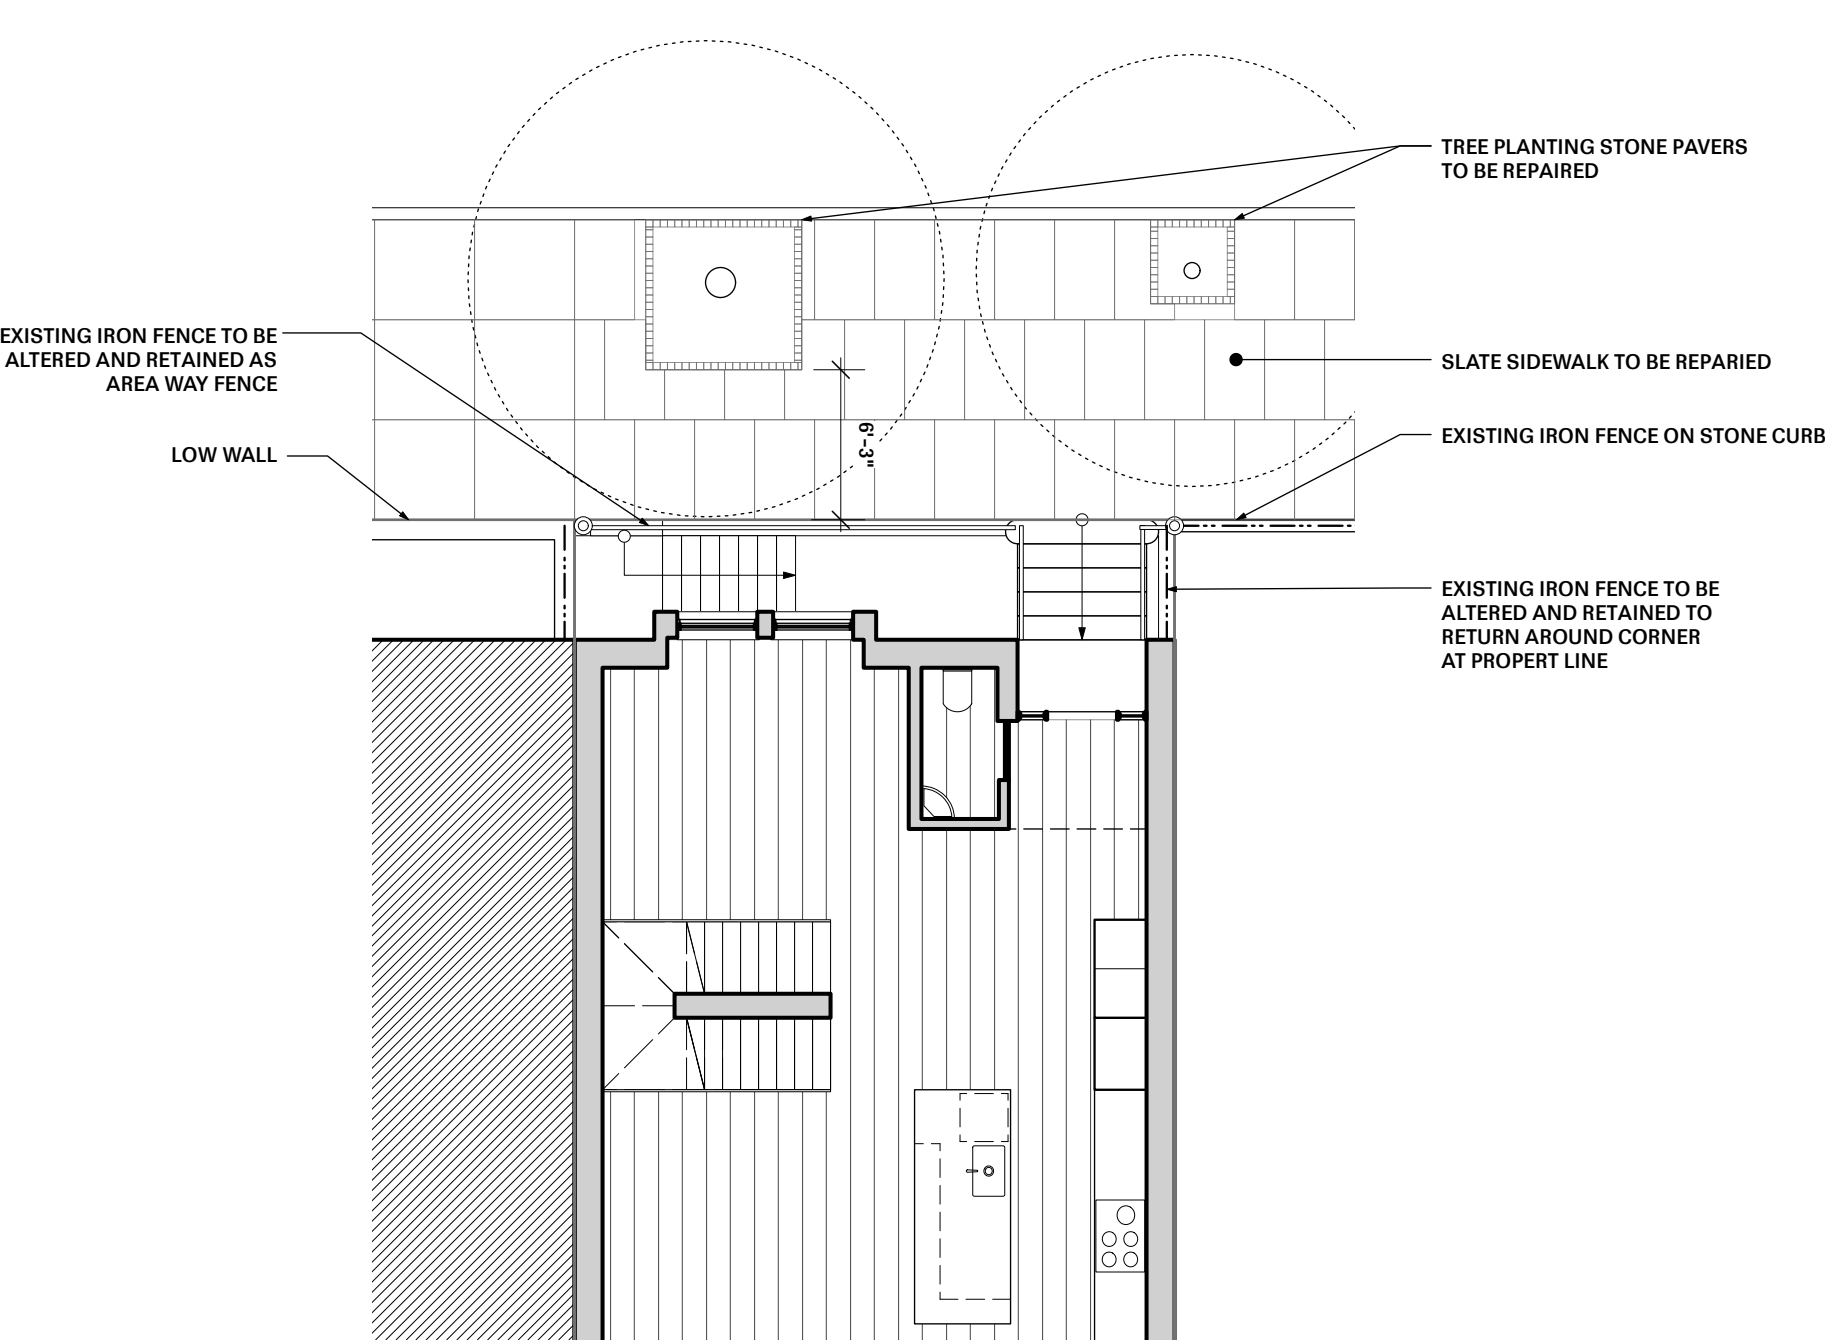 TREE PLANTING STONE PAVERS
TO BE REPAIRED
EXISTING IRON FENCE TO BE
ALTERED AND RETAINED AS
AREA WAY FENCE
SLATE SIDEWALK TO BE REPARIED
LOW WALL
6'-3"
EXISTING IRON FENCE ON STONE CURB
EXISTING IRON FENCE TO BE
ALTERED AND RETAINED TO
RETURN AROUND CORNER
AT PROPERT LINE